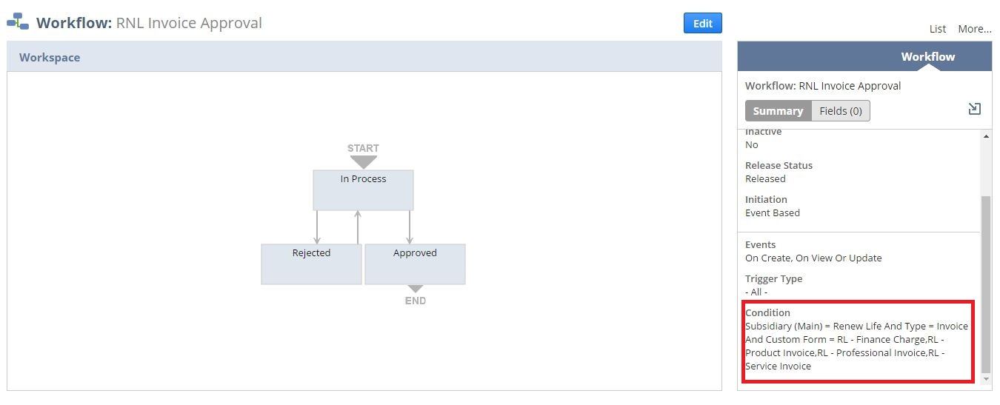 Workflow: RNL Invoice Approval
Edit
List More...
Workspace
START
In Process
Rejected
Approved
END
Workflow
Workflow: RNL Invoice Approval
Summary Fields (0)
Inactive
No
Release Status
Released
Initiation
Event Based
Events
On Create, On View Or Update
Trigger Type
- All -
Condition
Subsidiary (Main) = Renew Life And Type = Invoice
And Custom Form = RL - Finance Charge,RL -
Product Invoice,RL - Professional Invoice,RL -
Service Invoice